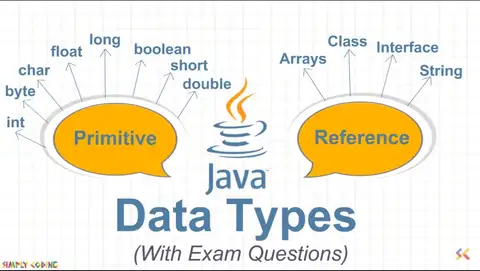 int
byte
char
float
long
boolean
short
double
Primitive
Arrays
Class
Interface
String
Reference
Java
Data Types
(With Exam Questions)
SIMPLY CODING